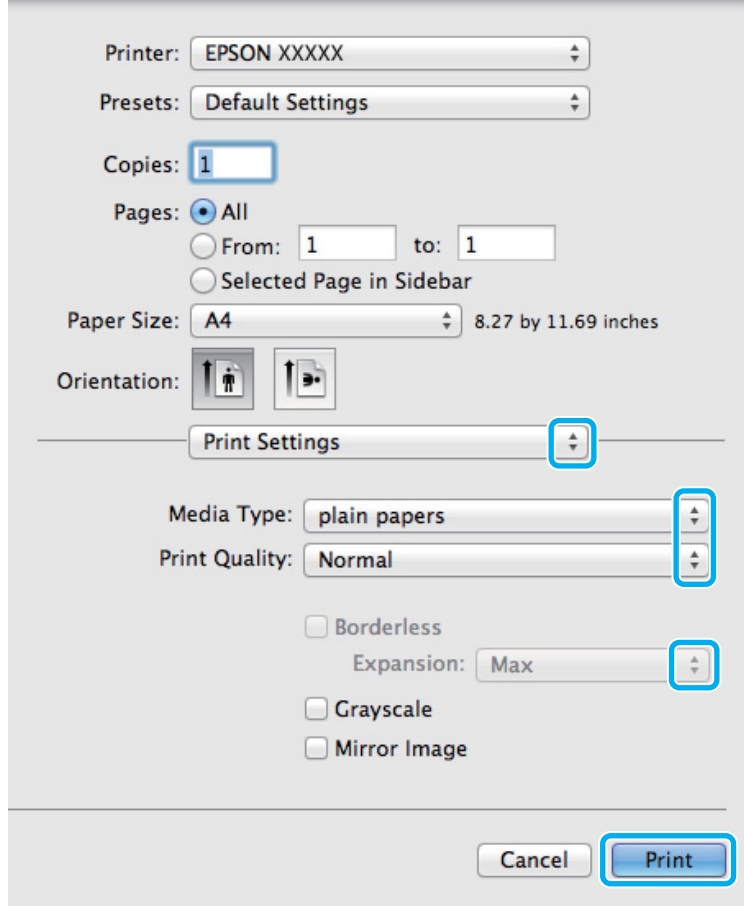 Printer: EPSON XXXXX
Presets: Default Settings
Copies: 1
Pages: All
From: 1 to: 1
Selected Page in Sidebar
Paper Size: A4 8.27 by 11.69 inches
Orientation:
Print Settings
Media Type: plain papers
Print Quality: Normal
Borderless
Expansion: Max
Grayscale
Mirror Image
Cancel Print